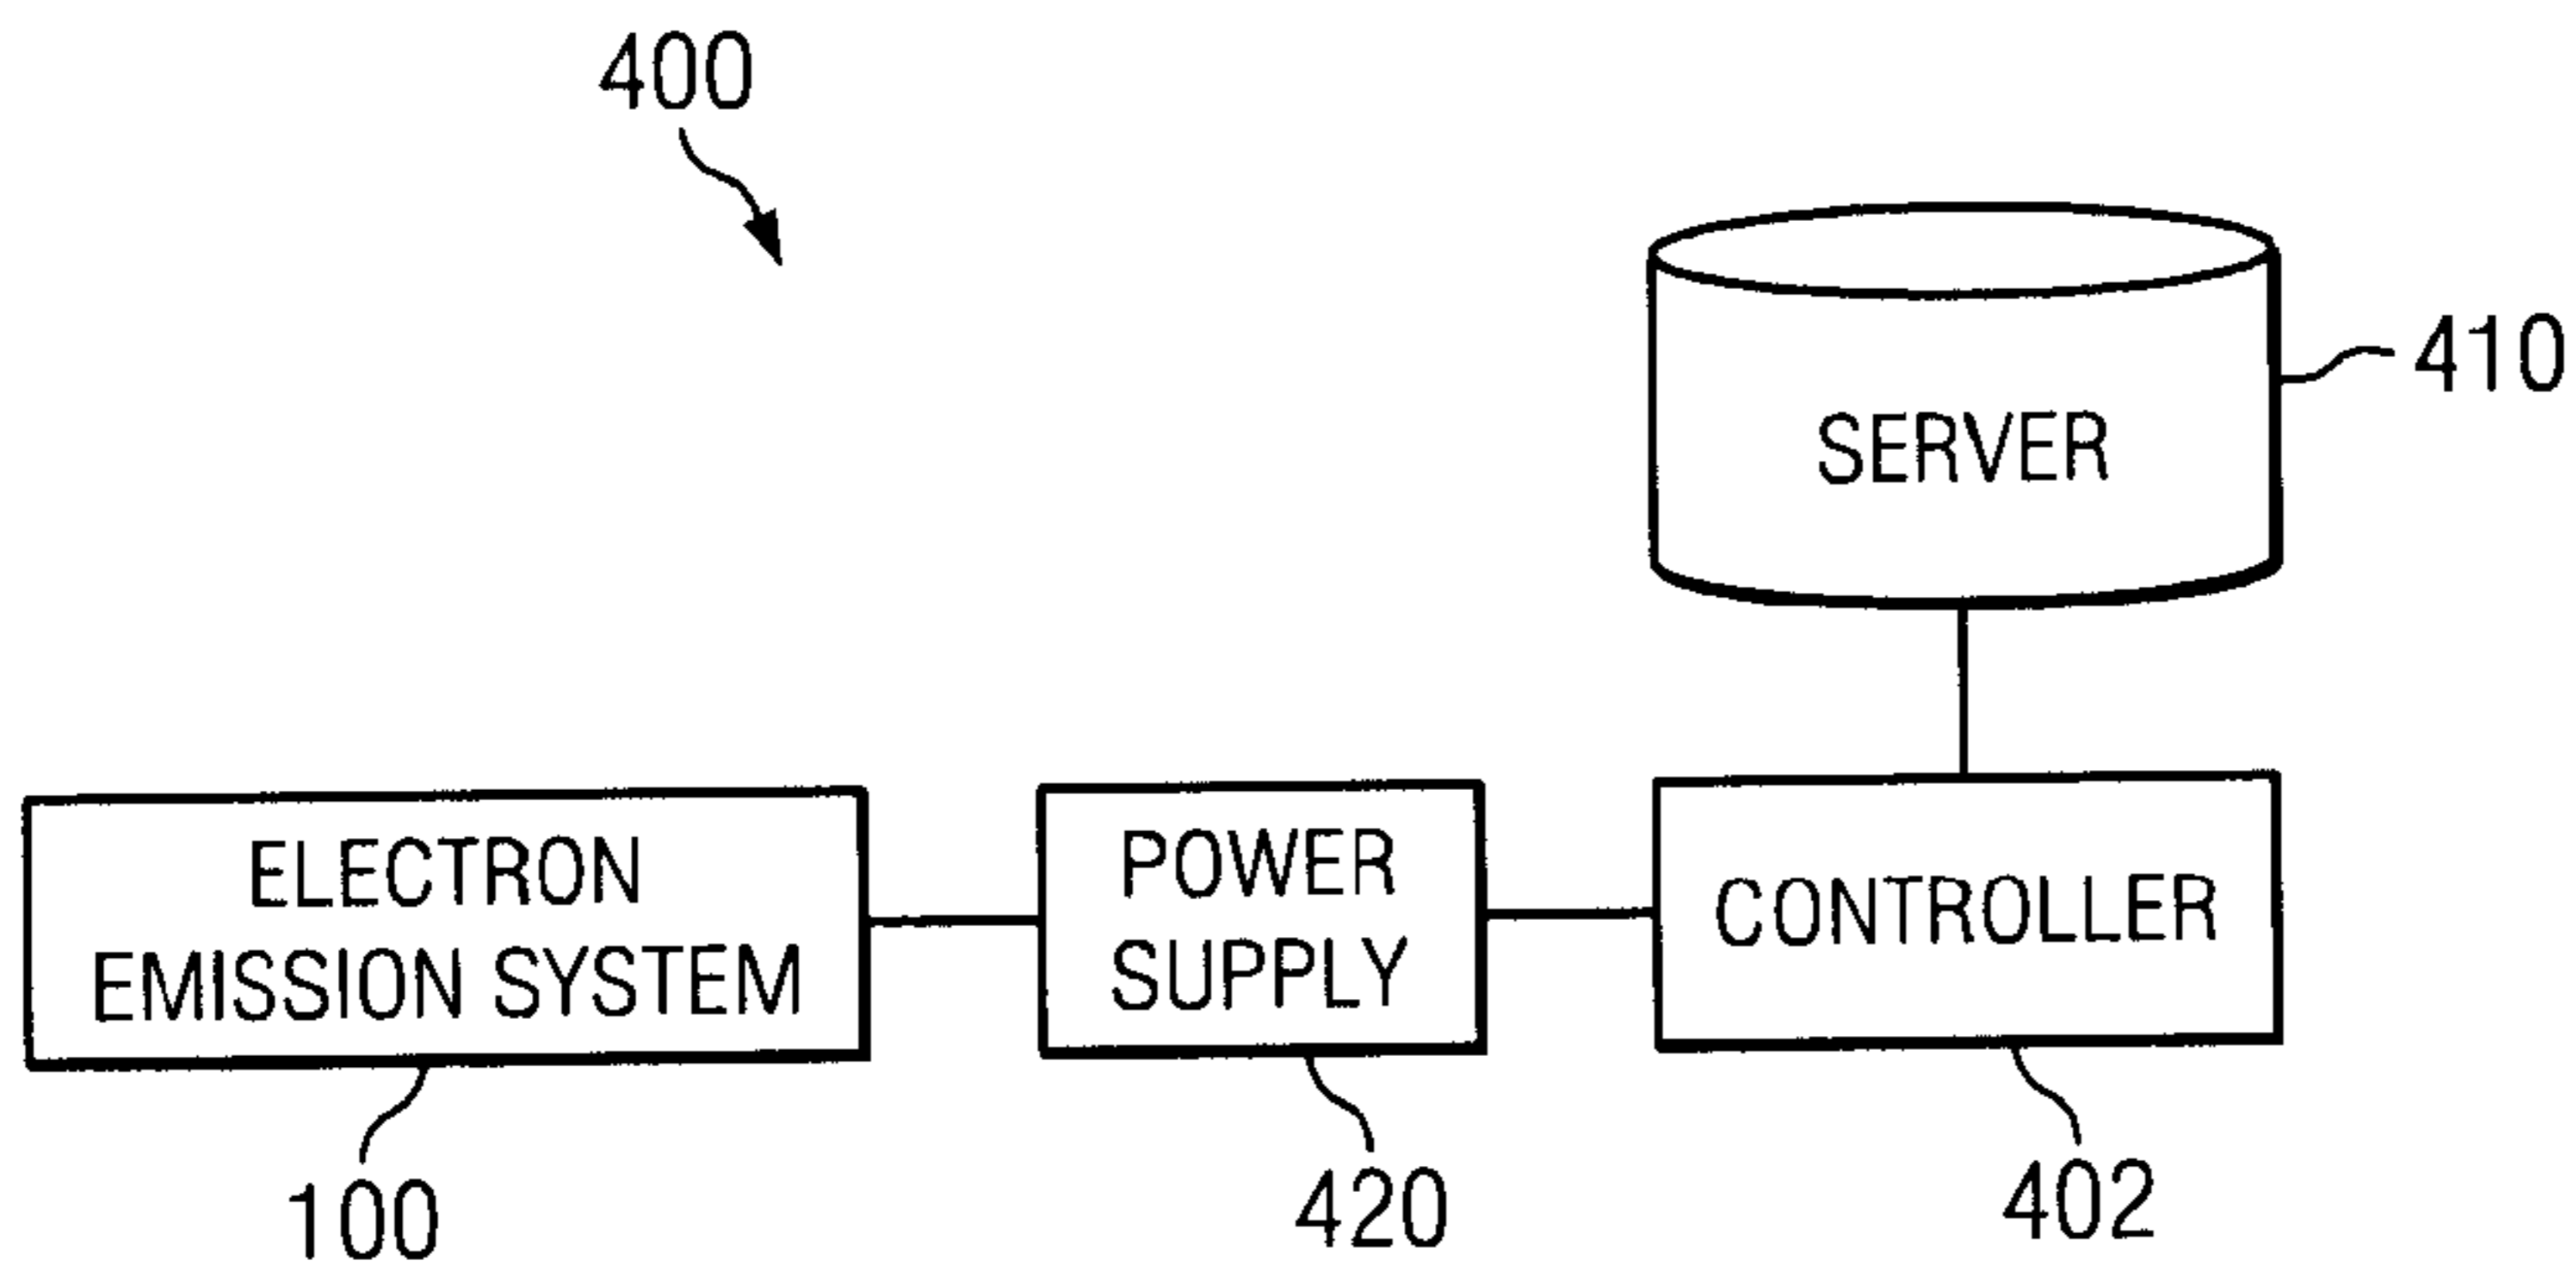 400
410
SERVER
ELECTRON
EMISSION SYSTEM
POWER
SUPPLY
CONTROLLER
100
420
402